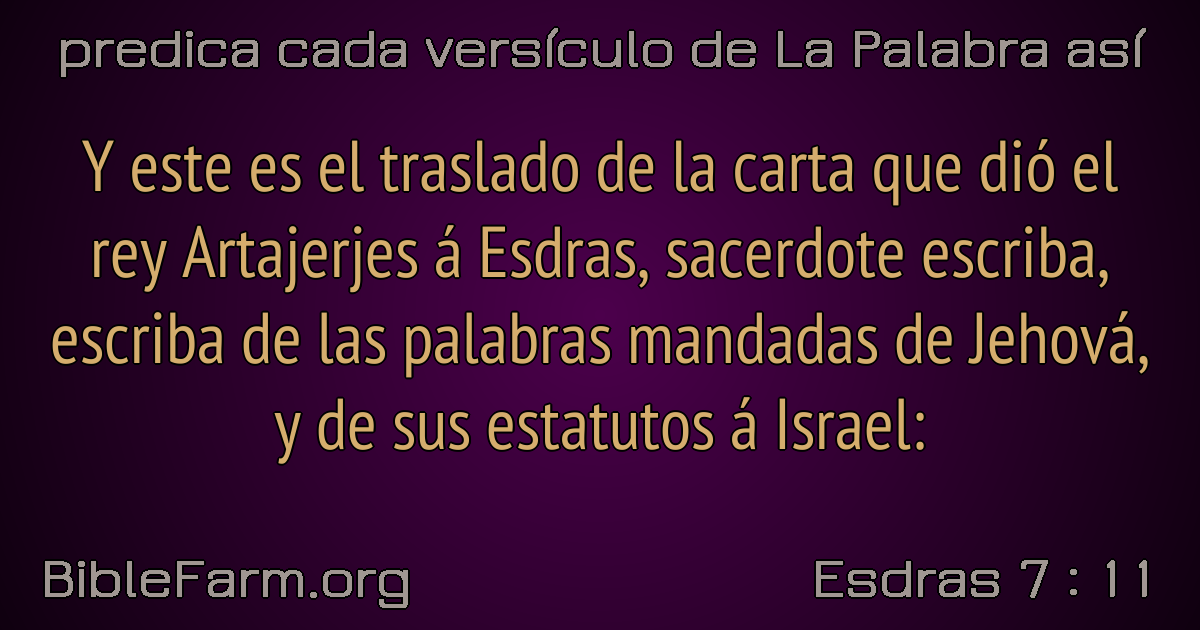 predica cada versículo de La Palabra así
Y este es el traslado de la carta que dió el
rey Artajerjes á Esdras, sacerdote escriba,
escriba de las palabras mandadas de Jehová,
y de sus estatutos á Israel:
BibleFarm.org
Esdras 7 : 11